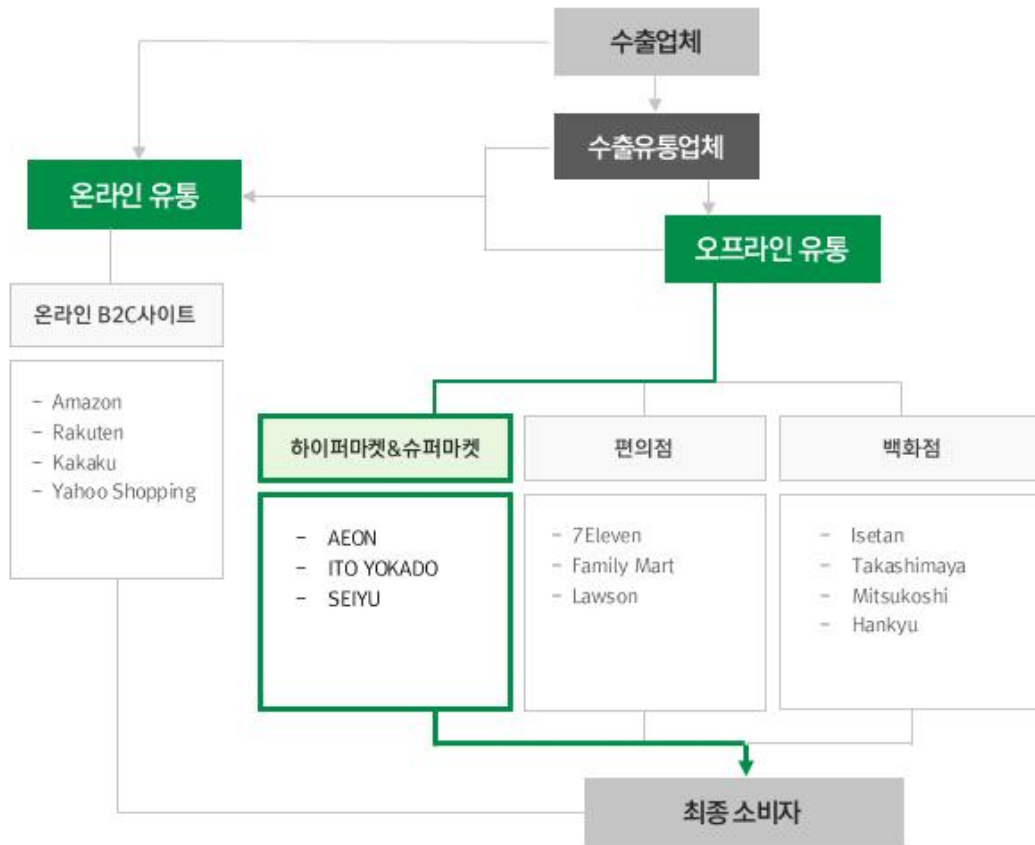 수출업체
수출유통업체
온라인 유통
오프라인 유통
온라인 B2C사이트
- Amazon
- Rakuten
- Kakaku
- Yahoo Shopping
하이퍼마켓&슈퍼마켓
- AEON
- ITO YOKADO
- SEIYU
편의점
- 7Eleven
- Family Mart
- Lawson
백화점
- Isetan
- Takashimaya
- Mitsukoshi
- Hankyu
최종 소비자